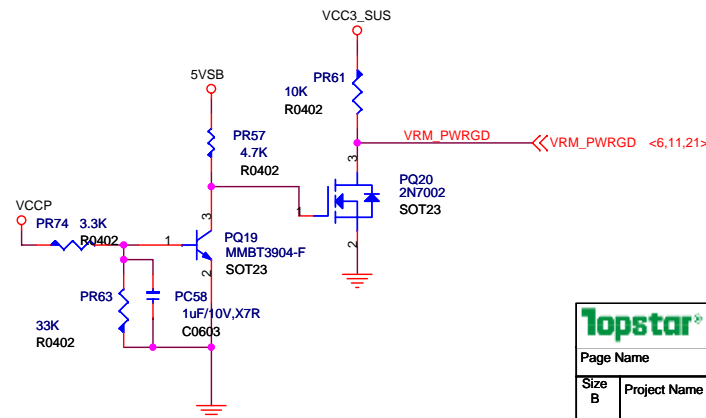 VCC3_SUS
5VSB
PR61
10K
R0402
PR57
4.7K
R0402
VRM_PWRGD
VRM_PWRGD <6,11,21>
3
PQ20
2N7002
SOT23
1
2
VCCP
PR74 3.3K
R0402
1
3
PQ19
MMBT3904-F
SOT23
2
PR63
33K
R0402
PC58
1uF/10V,X7R
C0603
Topstar®
Page Name
Size
B
Project Name